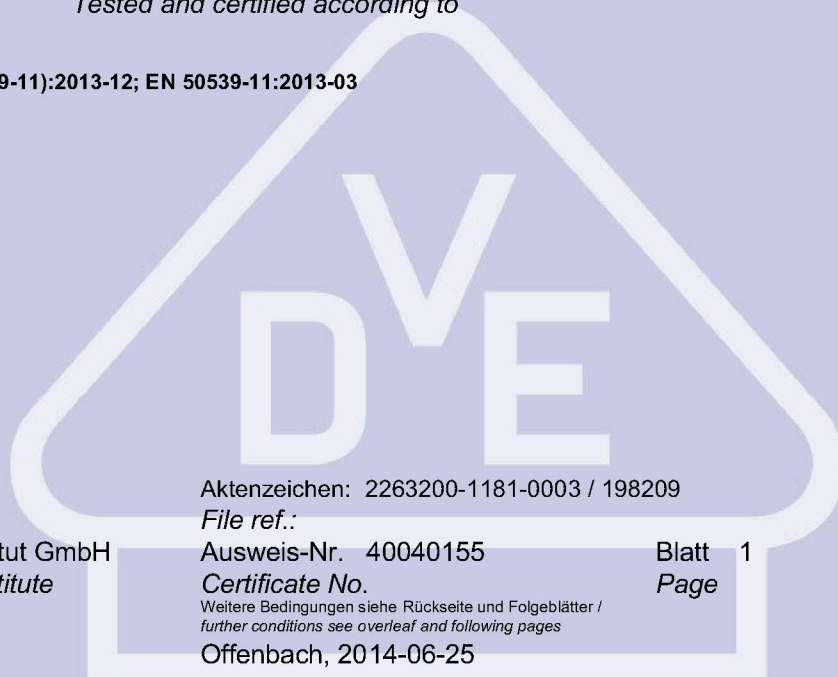 Tested and certified according to
9-11):2013-12; EN 50539-11:2013-03
VDE
Aktenzeichen: 2263200-1181-0003 / 198209
File ref.:
tut GmbH Ausweis-Nr. 40040155 Blatt 1
titute Certificate No. Page
Weitere Bedingungen siehe Rückseite und Folgeblätter /
further conditions see overleaf and following pages
Offenbach, 2014-06-25